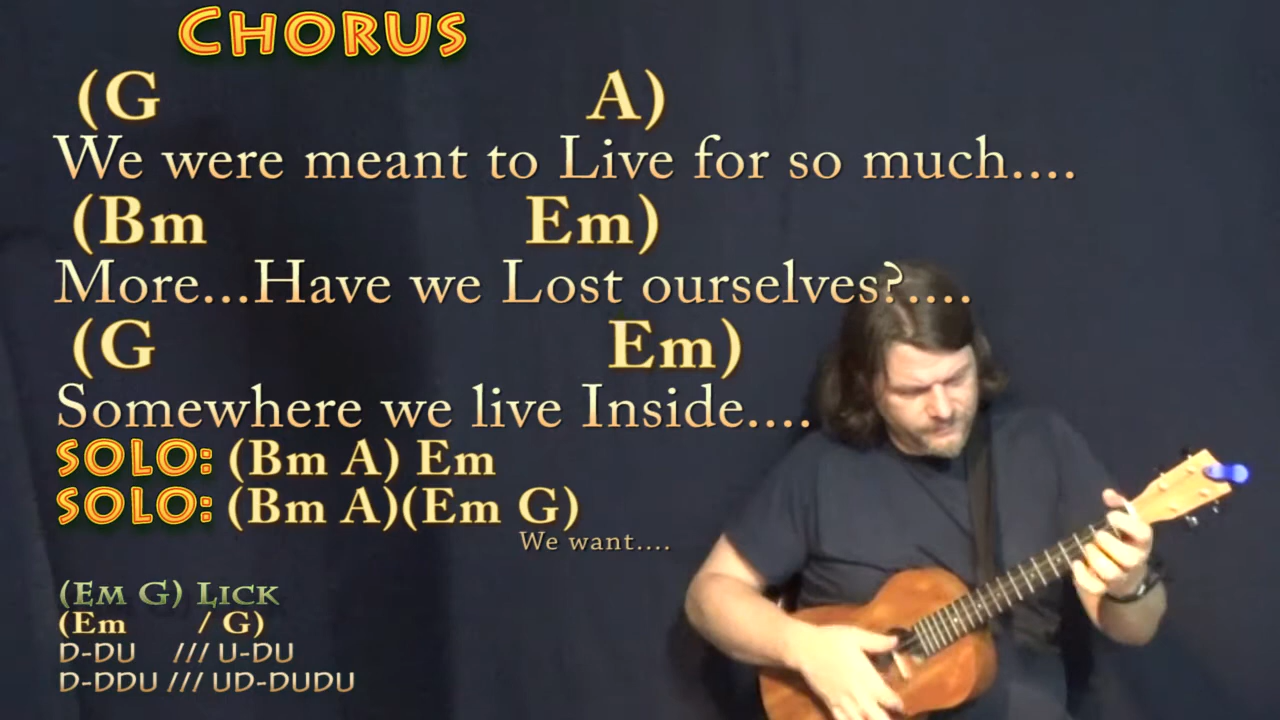 CHORUS
(G A)
We were meant to Live for so much....
(Bm Em)
More...Have we Lost ourselves?....
(G Em)
Somewhere we live Inside....
SOLO: (Bm A) Em
SOLO: (Bm A)(Em G)
We want....
(Em G) Lick
(Em / G)
D-DU /// U-DU
D-DDU /// UD-DUDU